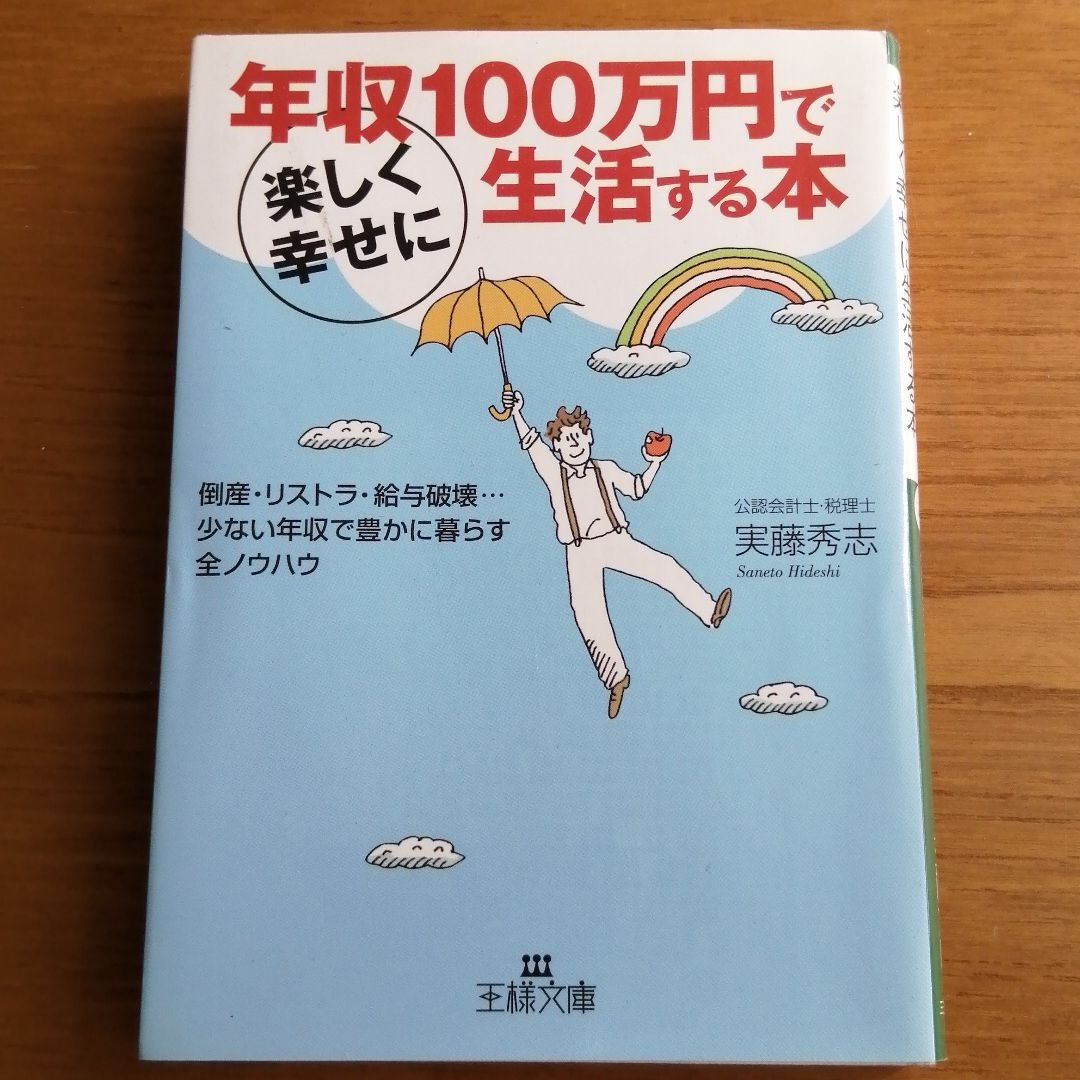 年収100万円で
楽しく
幸せに
生活する本
倒産・リストラ・給与破壊…
少ない年収で豊かに暮らす
全ノウハウ
公認会計士・税理士
実藤秀志
Saneto Hideshi
王様文庫